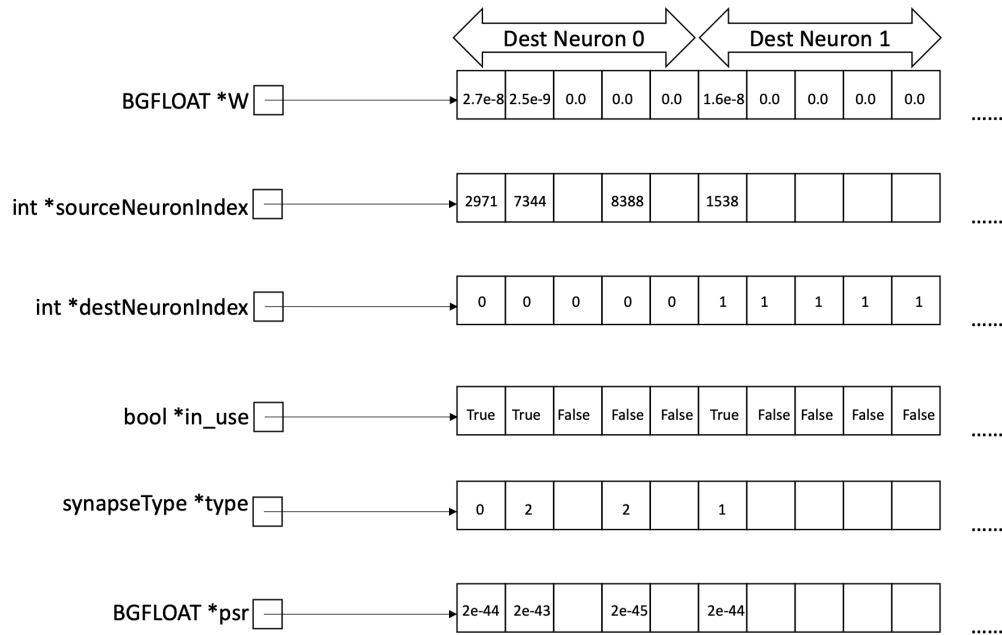 Dest Neuron 0 Dest Neuron 1
BGFLOAT *W 2.7e-8 2.5e-9 0.0 0.0 0.0 1.6e-8 0.0 0.0 0.0 0.0 ......
int *sourceNeuronIndex 2971 7344 8388 1538 ......
int *destNeuronIndex 0 0 0 0 0 1 1 1 1 1 ......
bool *in_use True True False False False True False False False False ......
synapseType *type 0 2 2 1 ......
BGFLOAT *psr 2e-44 2e-43 2e-45 2e-44 ......